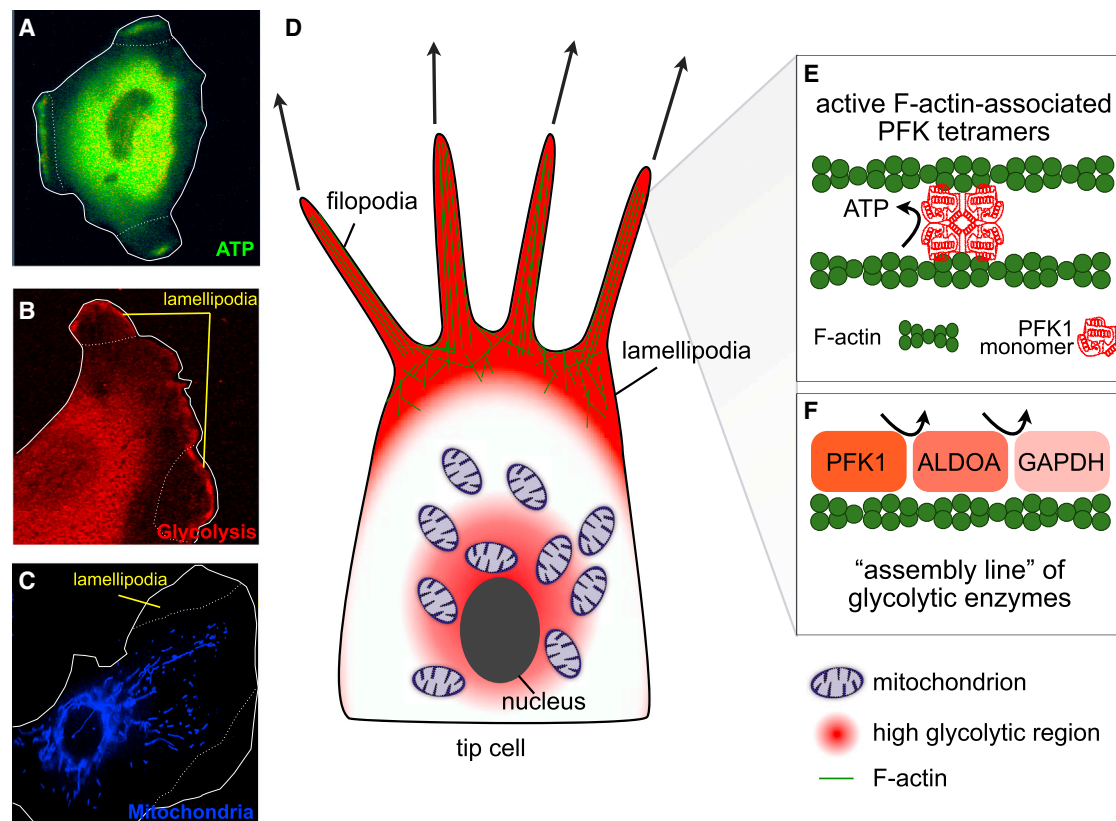 A
ATP
B
lamellipodia
Glycolysis
C
lamellipodia
Mitochondria
D
filopodia
lamellipodia
nucleus
tip cell
E
active F-actin-associated
PFK tetramers
ATP
F-actin
PFK1
monomer
F
PFK1 ALDOA GAPDH
“assembly line” of
glycolytic enzymes
mitochondrion
high glycolytic region
F-actin